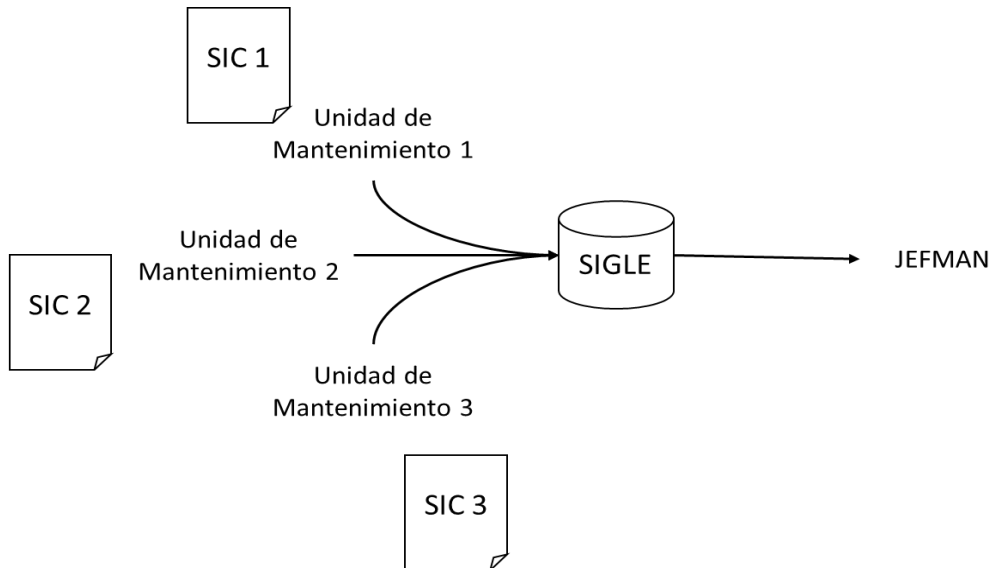 SIC 1
Unidad de
Mantenimiento 1
Unidad de
Mantenimiento 2
SIC 2
SIGLE
JEFMAN
Unidad de
Mantenimiento 3
SIC 3